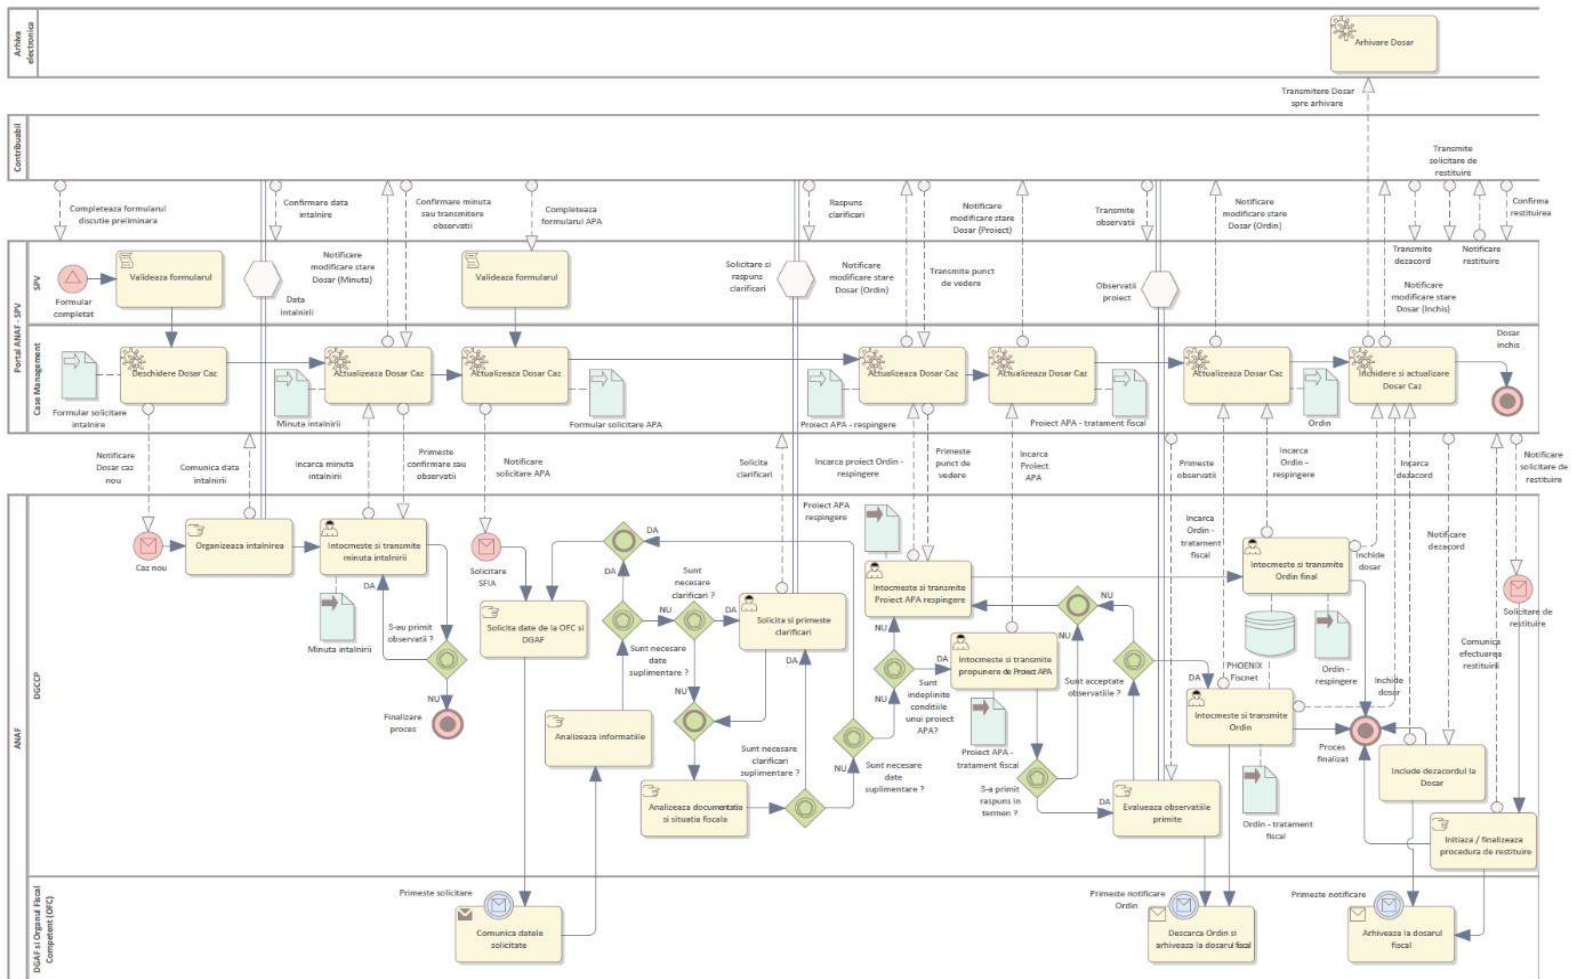 Arhiva
electronica
Arhivare Dosar
Transmitere Dosar
spre arhivare
Contribuabil
Transmite
solicitare de
restituire
Completeaza formularul
discutie preliminara
Confirmare data
intalnire
Confirmare minuta
sau transmitere
observatii
Completeaza
formularul APA
Raspuns
clarificari
Notificare
modificare stare
Dosar (Proiect)
Transmite
observatii
Notificare
modificare stare
Dosar (Ordin)
Confirma
restituirea
Portal ANAF - SPV
SPV
Formular
completat
Valideaza formularul
Data
intalnirii
Notificare
modificare stare
Dosar (Minuta)
Valideaza formularul
Solicitare si
raspuns
clarificari
Notificare
modificare stare
Dosar (Ordin)
Transmite punct
de vedere
Observatii
proiect
Transmite
dezacord
Notificare
restituire
Notificare
modificare stare
Dosar (Inchis)
Case Management
Formular solicitare
intalnire
Deschidere Dosar Caz
Minuta intalnirii
Actualizeaza Dosar Caz
Actualizeaza Dosar Caz
Formular solicitare APA
Proiect APA - respingere
Actualizeaza Dosar Caz
Actualizeaza Dosar Caz
Proiect APA - tratament fiscal
Actualizeaza Dosar Caz
Ordin
Inchidere si actualizare
Dosar Caz
Dosar
inchis
Notificare
Dosar caz
nou
Comunica data
intalnirii
Incarca minuta
intalnirii
Primeste
confirmare sau
observatii
Notificare
solicitare APA
Solicita
clarificari
Incarca proiect Ordin -
respingere
Primeste
punct de
vedere
Incarca
Proiect
APA
Primeste
observatii
Incarca
Ordin -
respingere
Incarca
dezacord
Notificare
solicitare de
restituire
ANAF
DGCCP
Caz nou
Organizeaza intalnirea
Intocmeste si transmite
minuta intalnirii
Minuta intalnirii
DA
S-au primit
observatii ?
NU
Finalizare
proces
Solicitare
SFIA
Solicita date de la OFC si
DGAF
DA
DA
NU
Sunt necesare
date
suplimentare ?
Sunt
necesare
clarificari ?
DA
NU
Analizeaza informatiile
Solicita si primeste
clarificari
DA
Analizeaza documentatia
si situatia fiscala
Sunt necesare
clarificari
suplimentare ?
NU
Sunt necesare
date
suplimentare ?
NU
Proiect APA
respingere
Intocmeste si transmite
Proiect APA respingere
NU
DA
Sunt
indeplinite
conditiile
unui proiect
APA?
Intocmeste si transmite
propunere de Proiect APA
Proiect APA -
tratament fiscal
S-a primit
raspuns in
termen ?
NU
DA
NU
Sunt acceptate
observatiile ?
DA
Evalueaza observatiile
primite
Incarca
Ordin -
tratament
fiscal
Intocmeste si transmite
Ordin final
PHOENIX
Fiscnet
Ordin -
respingere
Inchide
dosar
Intocmeste si transmite
Ordin
Ordin - tratament
fiscal
Inchide
dosar
Proces
finalizat
Notificare
dezacord
Include dezacordul la
Dosar
Comunica
efectuarea
restituirii
Solicitare de
restituire
Initiaza / finalizeaza
procedura de restituire
DGAF si Organul Fiscal
Competent (OFC)
Primeste solicitare
Comunica datele
solicitate
Primeste notificare
Ordin
Descarca Ordin si
arhiveaza la dosarul fiscal
Primeste notificare
Arhiveaza la dosarul
fiscal